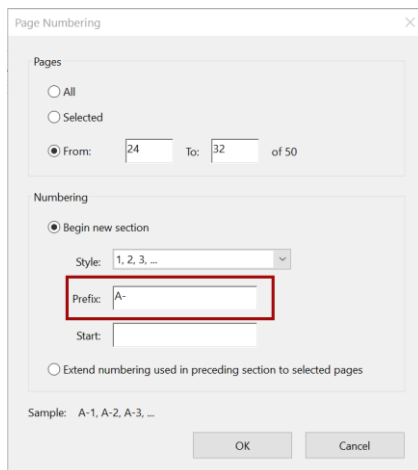 Page Numbering
Pages
All
Selected
From: 24 To: 32 of 50
Numbering
Begin new section
Style: 1, 2, 3, ...
Prefix: A-
Start:
Extend numbering used in preceding section to selected pages
Sample: A-1, A-2, A-3, ...
OK Cancel